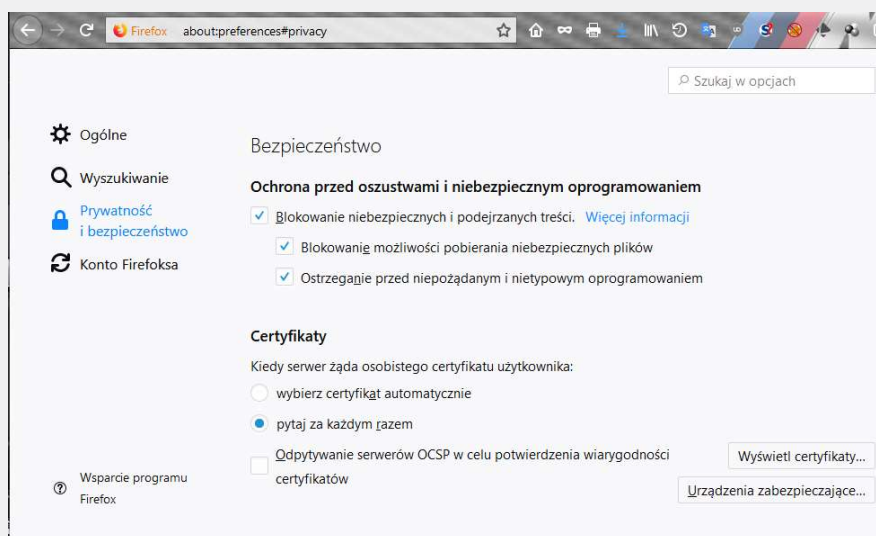 Firefox about:preferences#privacy
Szukaj w opcjach
Ogólne
Wyszukiwanie
Prywatność
i bezpieczeństwo
Konto Firefoksa
Wsparcie programu
Firefox
Bezpieczeństwo
Ochrona przed oszustwami i niebezpiecznym oprogramowaniem
Blokowanie niebezpiecznych i podejrzanych treści. Więcej informacji
Blokowanie możliwości pobierania niebezpiecznych plików
Ostrzeganie przed niepożądanym i nietypowym oprogramowaniem
Certyfikaty
Kiedy serwer żąda osobistego certyfikatu użytkownika:
wybierz certyfikat automatycznie
pytaj za każdym razem
Odpytywanie serwerów OCSP w celu potwierdzenia wiarygodności
certyfikatów
Wyświetl certyfikaty...
Urządzenia zabezpieczające...